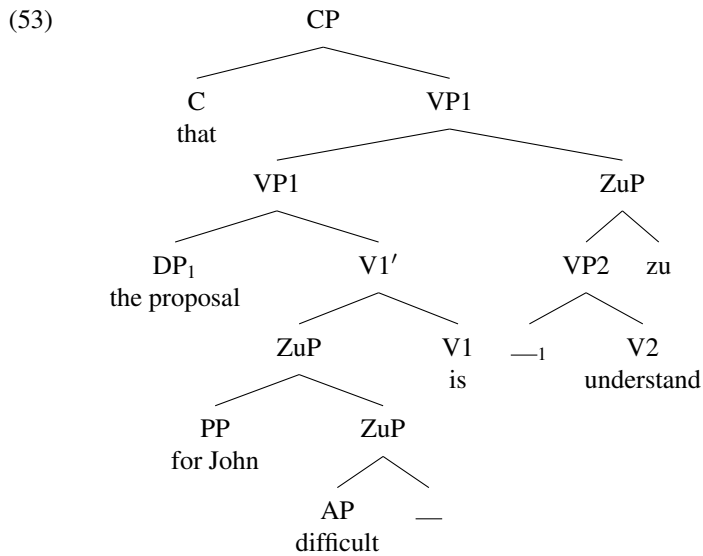 (53) CP
C VP1
that
VP1 ZuP
DP₁ V1′ VP2 zu
the proposal
ZuP V1 —₁ V2
is understand
PP ZuP
for John
AP —
difficult